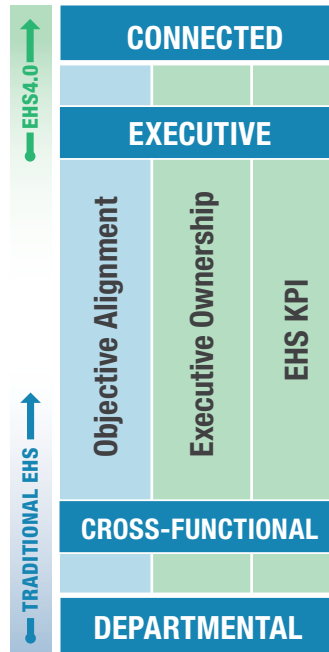 CONNECTED
EHS4.0
EXECUTIVE
Objective Alignment
Executive Ownership
EHS KPI
TRADITIONAL EHS
CROSS-FUNCTIONAL
DEPARTMENTAL